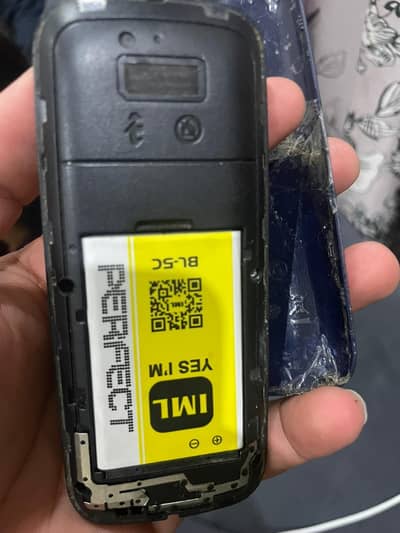 IML
YES I'M
BL-5C
PERFECT